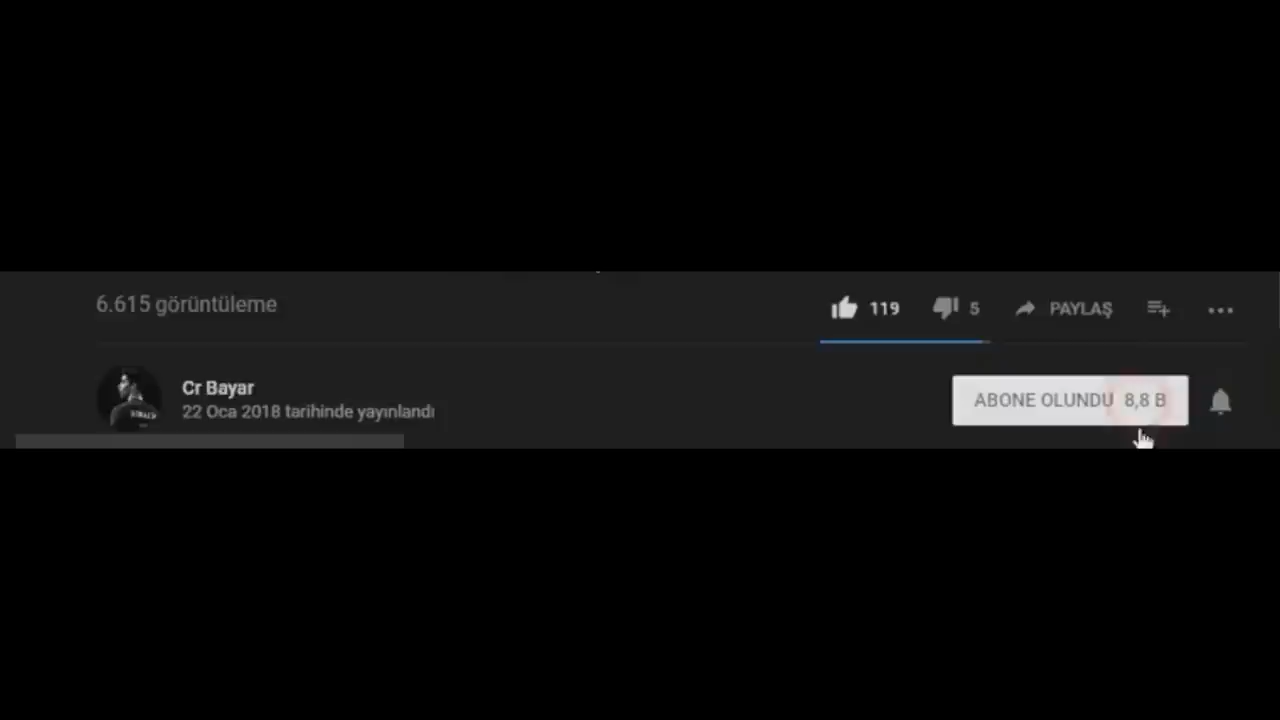 6.615 görüntüleme
119
5
PAYLAŞ
Cr Bayar
22 Oca 2018 tarihinde yayınlandı
ABONE OLUNDU 8,8 B